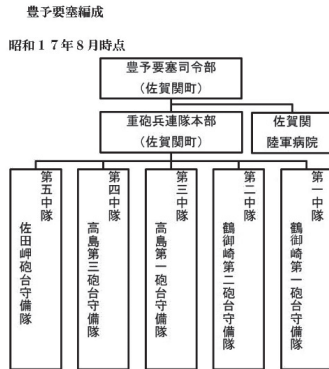 豊予要塞編成
昭和１７年８月時点
豊予要塞司令部
（佐賀関町）
重砲兵連隊本部
（佐賀関町）
佐賀関
陸軍病院
第一中隊
鶴御崎第一砲台守備隊
第二中隊
鶴御崎第二砲台守備隊
第三中隊
高島第一砲台守備隊
第四中隊
高島第三砲台守備隊
第五中隊
佐田岬砲台守備隊